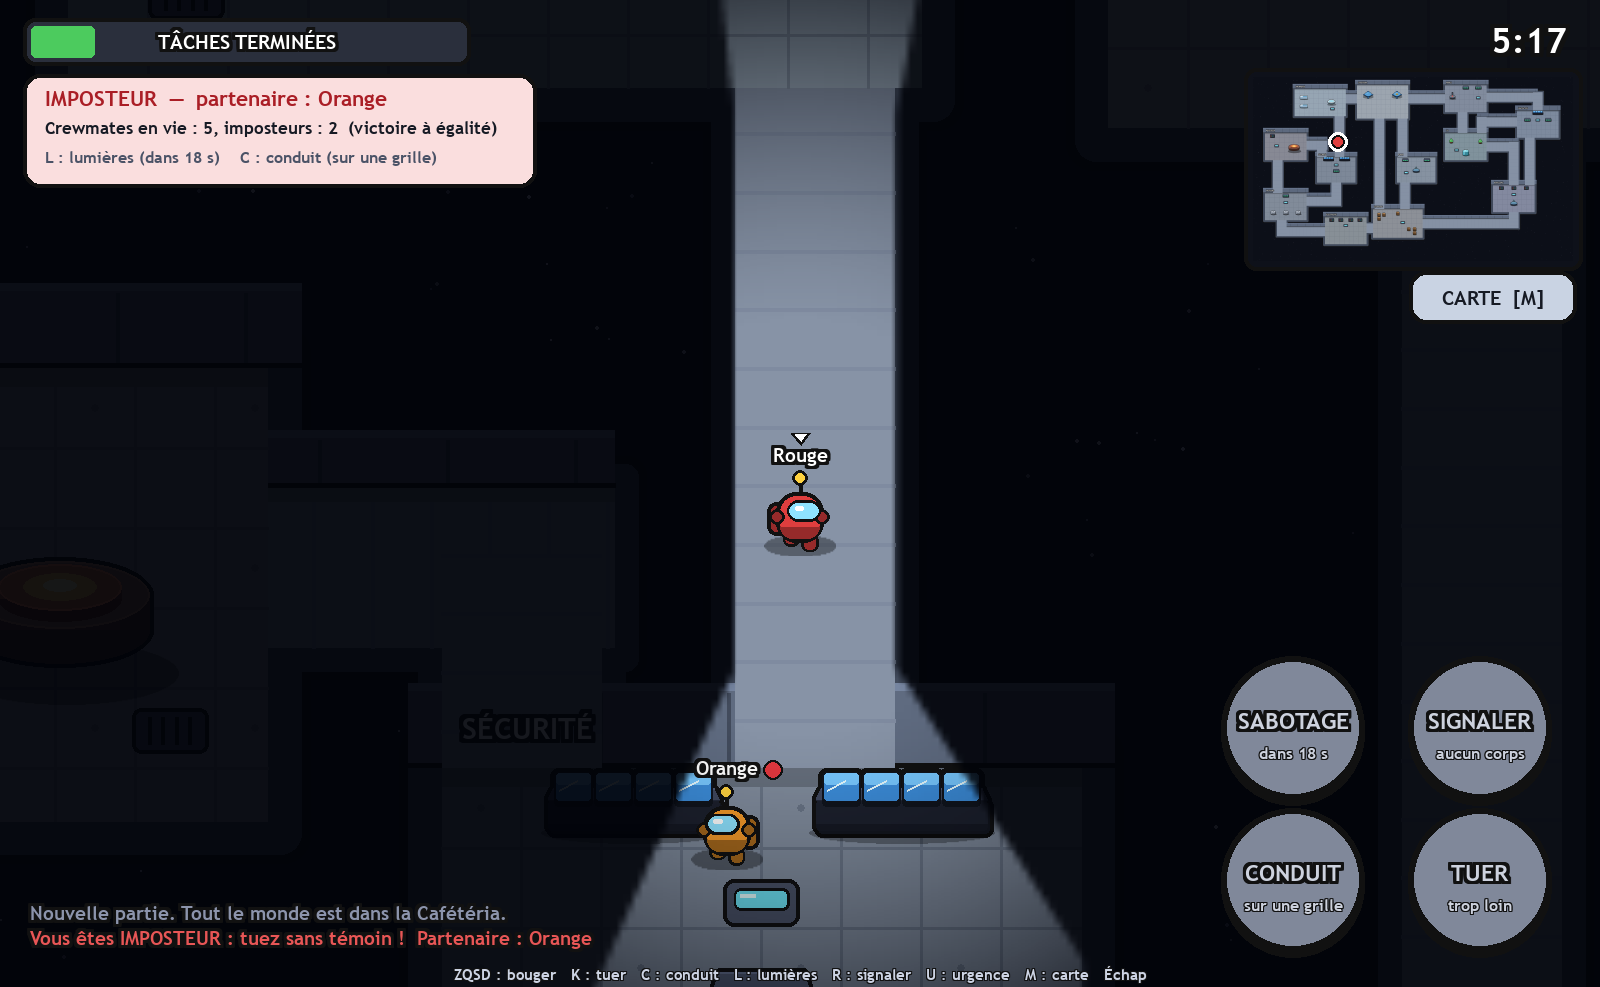 TÂCHES TERMINÉES
5:17
IMPOSTEUR — partenaire : Orange
Crewmates en vie : 5, imposteurs : 2 (victoire à égalité)
L : lumières (dans 18 s) C : conduit (sur une grille)
CARTE [M]
Rouge
SÉCURITÉ
Orange
SABOTAGE
dans 18 s
SIGNALER
aucun corps
CONDUIT
sur une grille
TUER
trop loin
Nouvelle partie. Tout le monde est dans la Cafétéria.
Vous êtes IMPOSTEUR : tuez sans témoin ! Partenaire : Orange
ZQSD : bouger K : tuer C : conduit L : lumières R : signaler U : urgence M : carte Échap